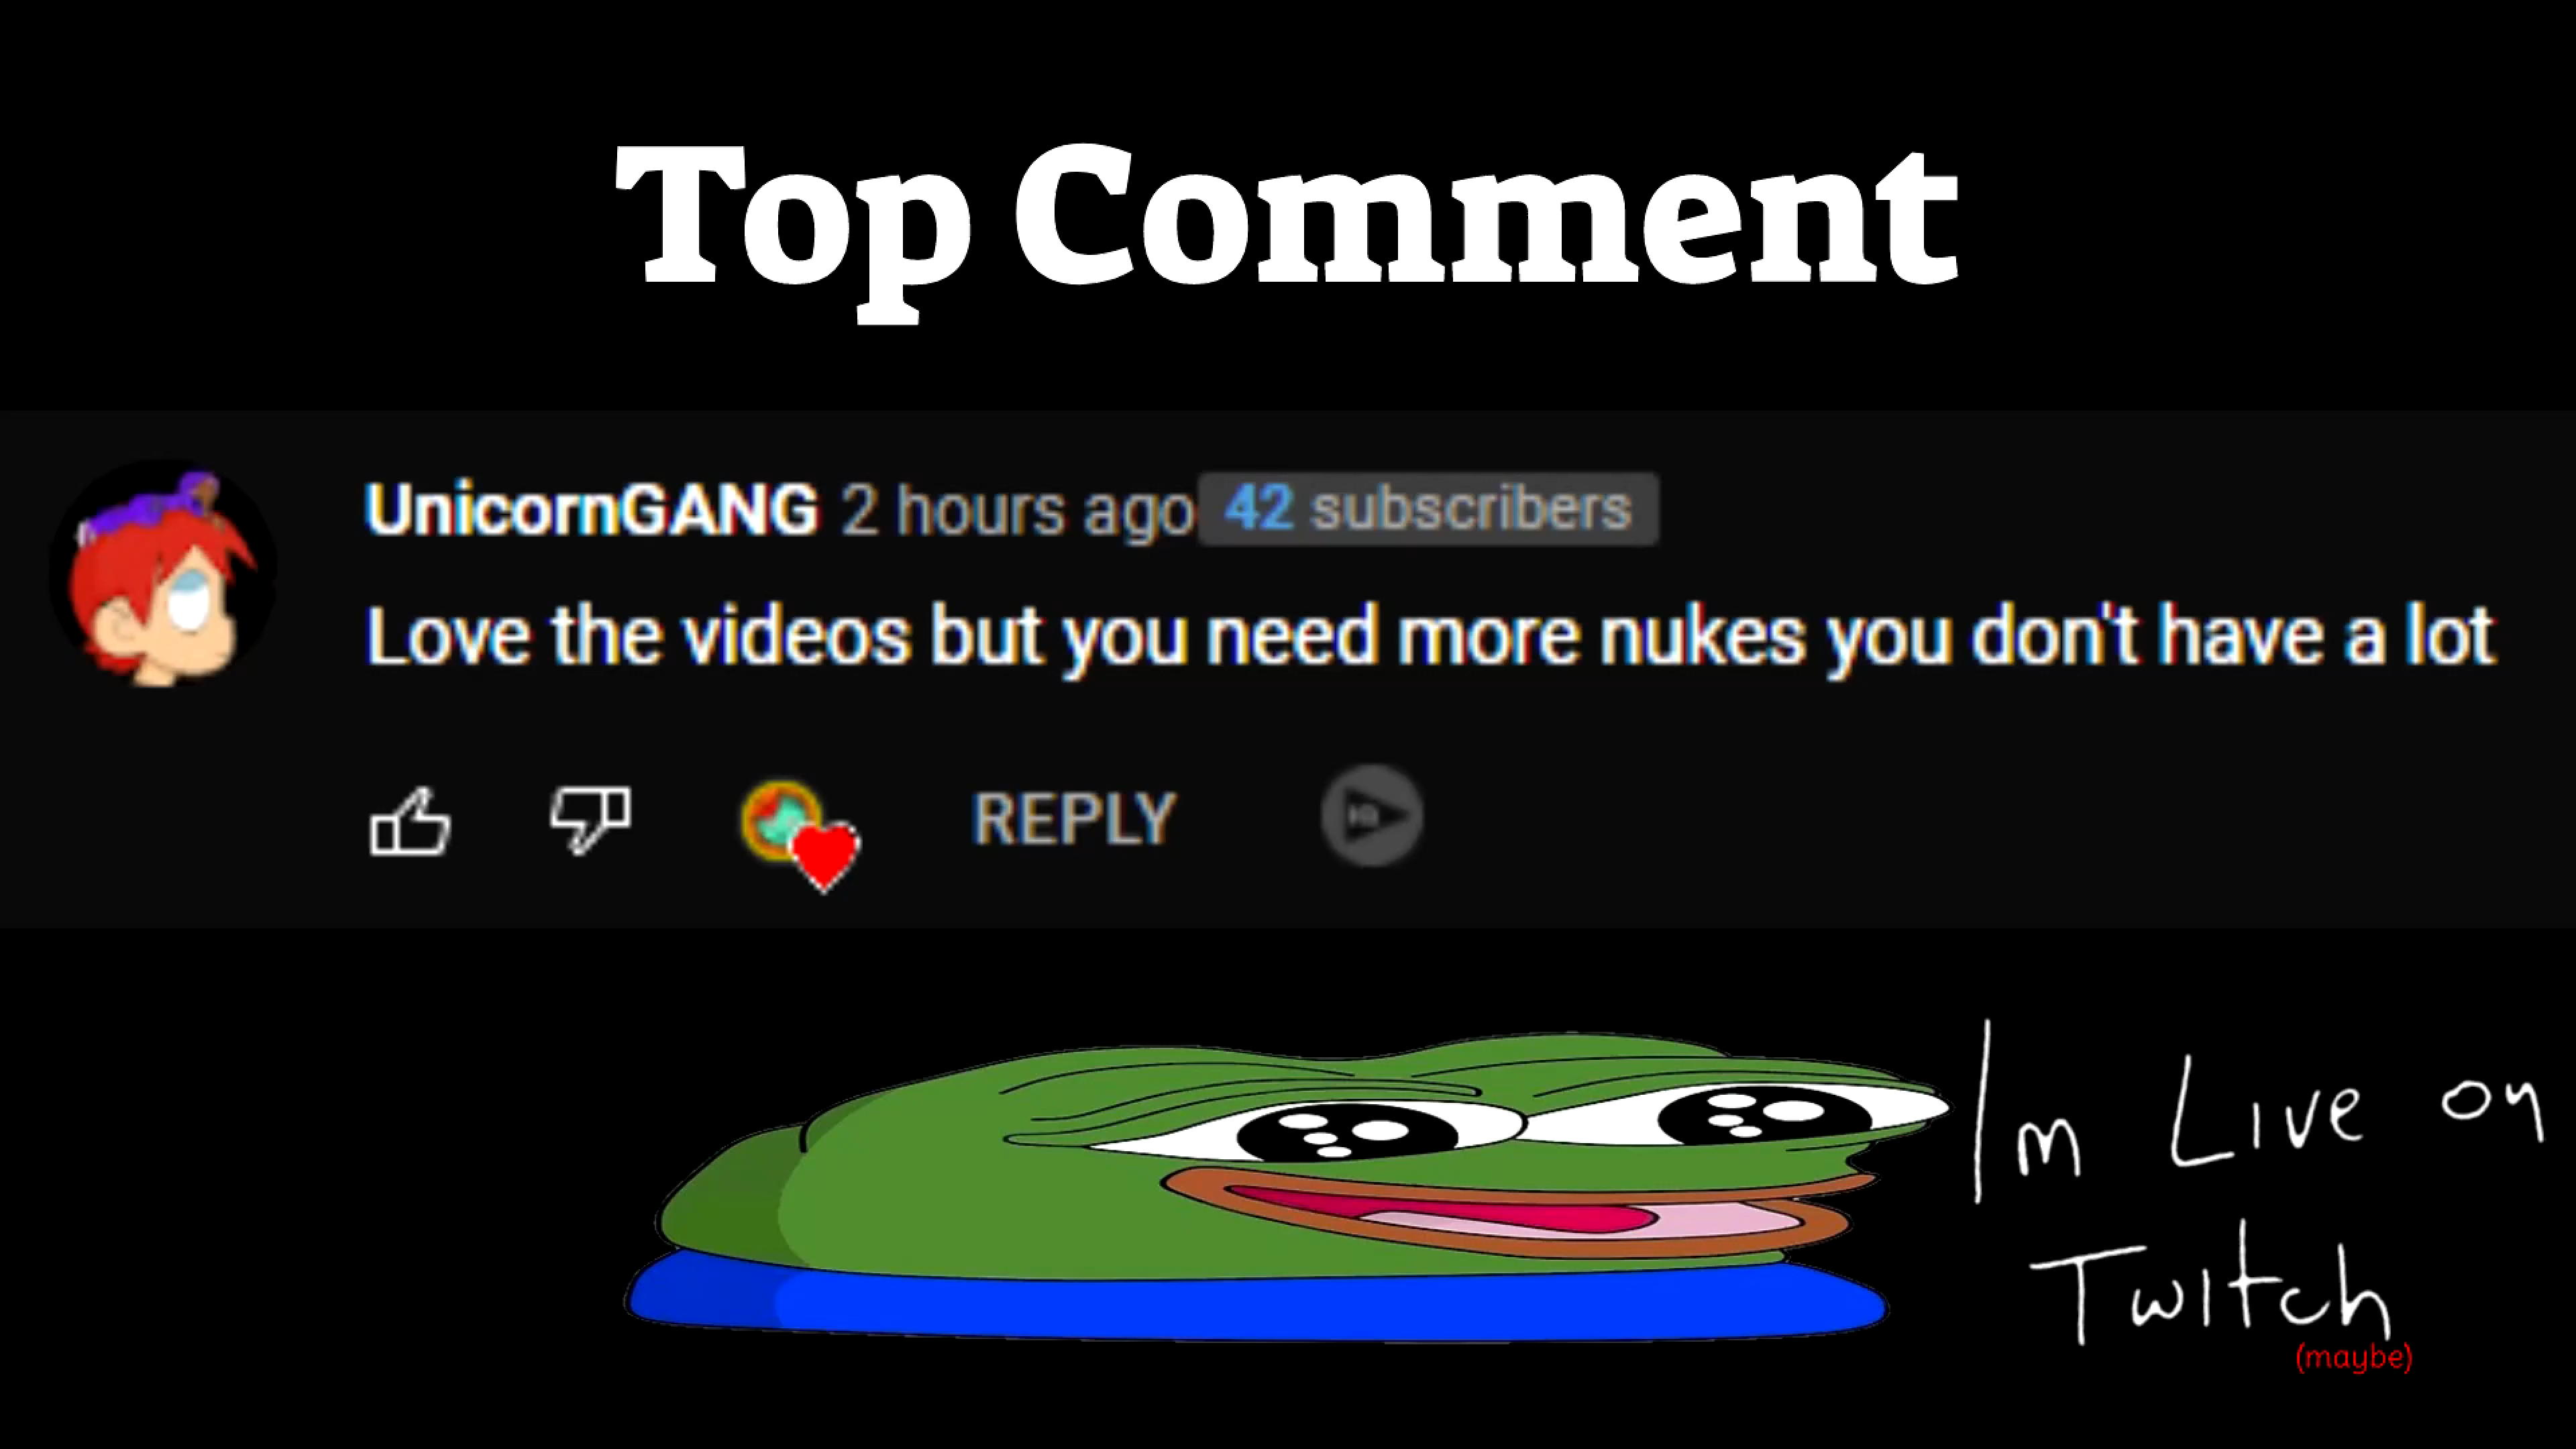 Top Comment
UnicornGANG 2 hours ago 42 subscribers
Love the videos but you need more nukes you don't have a lot
REPLY
Im Live on
Twitch
(maybe)